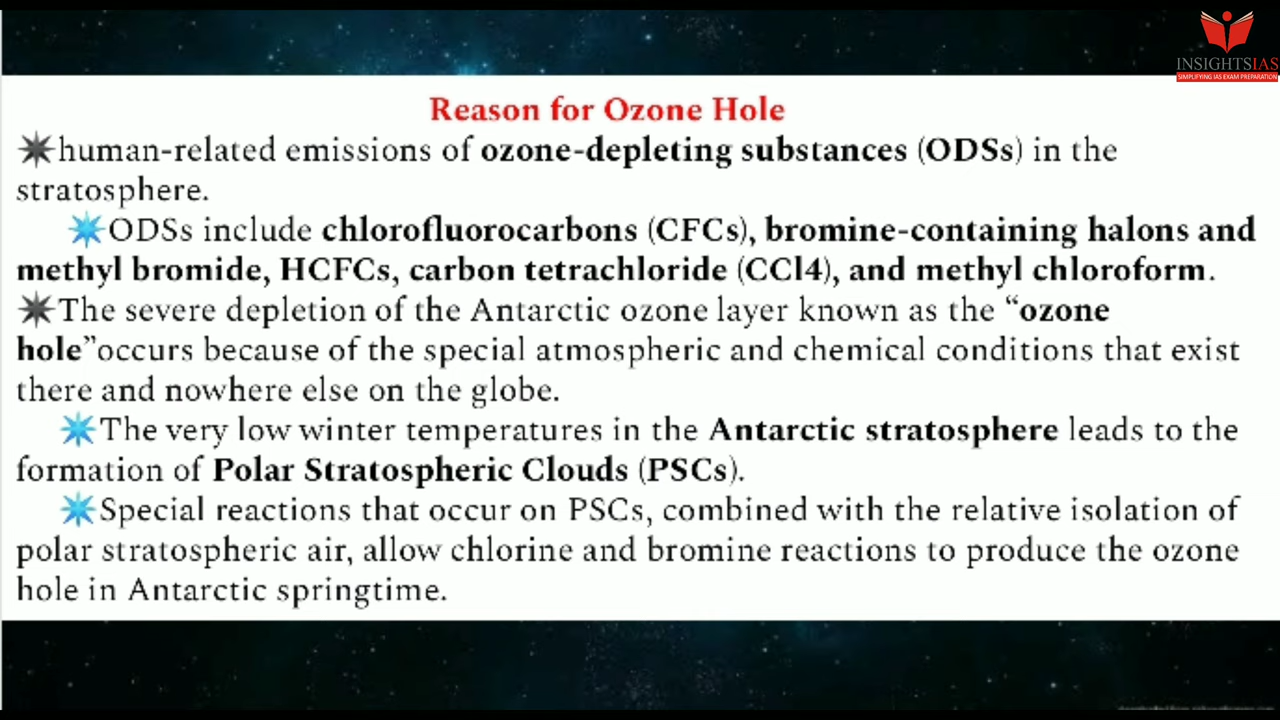 INSIGHTSIAS
SIMPLIFYING IAS EXAM PREPARATION
Reason for Ozone Hole
human-related emissions of ozone-depleting substances (ODSs) in the
stratosphere.
ODSs include chlorofluorocarbons (CFCs), bromine-containing halons and
methyl bromide, HCFCs, carbon tetrachloride (CCl4), and methyl chloroform.
The severe depletion of the Antarctic ozone layer known as the “ozone
hole”occurs because of the special atmospheric and chemical conditions that exist
there and nowhere else on the globe.
The very low winter temperatures in the Antarctic stratosphere leads to the
formation of Polar Stratospheric Clouds (PSCs).
Special reactions that occur on PSCs, combined with the relative isolation of
polar stratospheric air, allow chlorine and bromine reactions to produce the ozone
hole in Antarctic springtime.